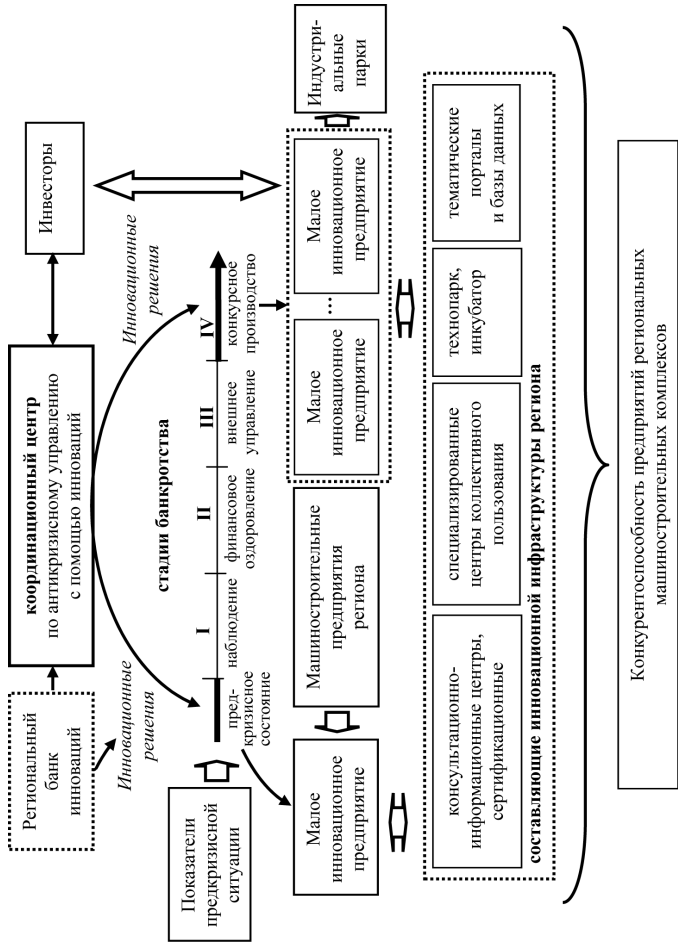 Региональный
банк
инноваций
координационный центр
по антикризисному управлению
с помощью инноваций
Инвесторы
Инновационные
решения
Инновационные
решения
стадии банкротства
I
II
III
IV
пред-
кризисное
состояние
наблюдение
финансовое
оздоровление
внешнее
управление
конкурсное
производство
Показатели
предкризисной
ситуации
Малое
инновационное
предприятие
Машиностроительные
предприятия
региона
Малое
инновационное
предприятие
...
Малое
инновационное
предприятие
Индустри-
альные
парки
консультационно-
информационные центры,
сертификационные
специализированные
центры коллективного
пользования
технопарк,
инкубатор
тематические
порталы
и базы данных
составляющие инновационной инфраструктуры региона
Конкурентоспособность предприятий региональных
машиностроительных комплексов